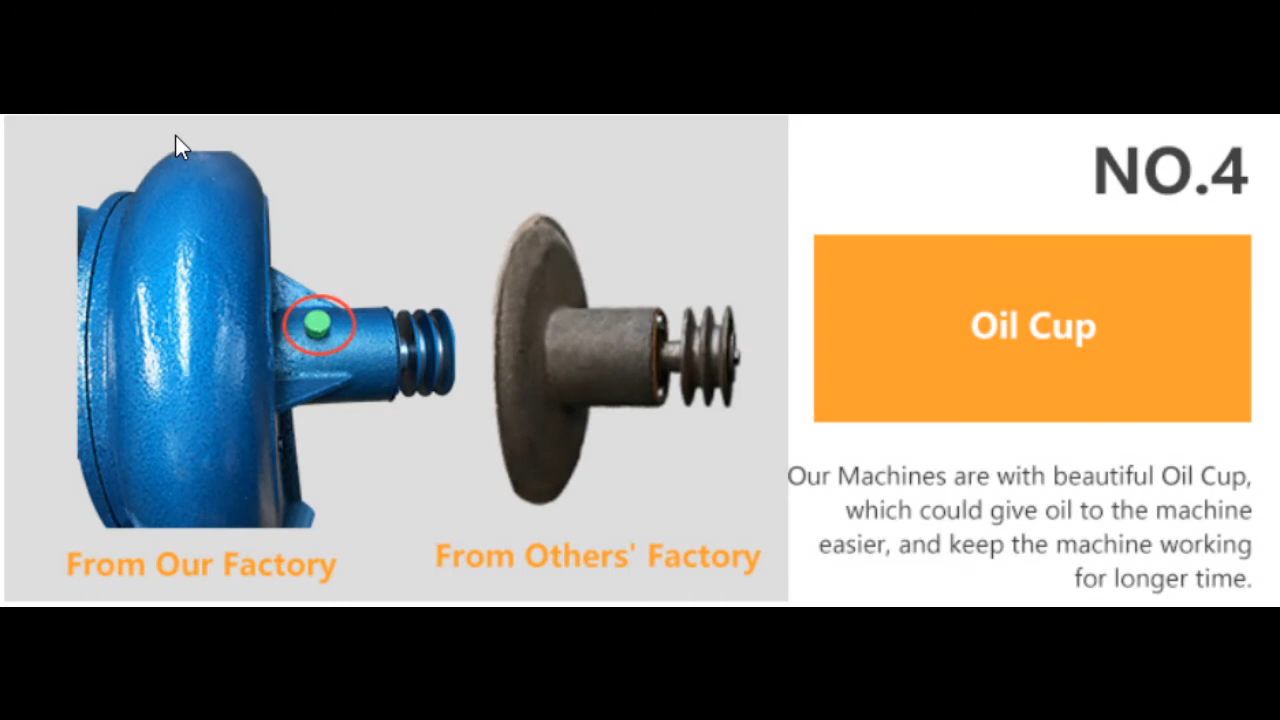 NO.4
Oil Cup
Our Machines are with beautiful Oil Cup,
which could give oil to the machine
easier, and keep the machine working
for longer time.
From Our Factory
From Others' Factory